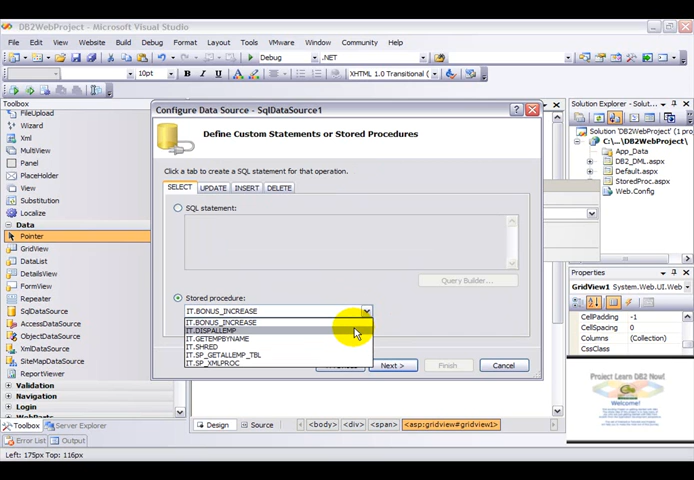 DB2WebProject - Microsoft Visual Studio
File Edit View Website Build Debug Format Layout Tools VMware Window Community Help
Debug .NET
10pt B I U A XHTML 1.0 Transitional (
Toolbox
FileUpload
Wizard
Xml
MultiView
Panel
PlaceHolder
View
Substitution
Localize
Data
Pointer
GridView
DataList
DetailsView
FormView
Repeater
SqlDataSource
AccessDataSource
ObjectDataSource
XmlDataSource
SiteMapDataSource
ReportViewer
Validation
Navigation
Login
Toolbox Server Explorer
Error List Output
Left: 175px Top: 116px
Configure Data Source - SqlDataSource1
Define Custom Statements or Stored Procedures
Click a tab to create a SQL statement for that operation.
SELECT UPDATE INSERT DELETE
SQL statement:
Query Builder...
Stored procedure:
IT.BONUS_INCREASE
IT.BONUS_INCREASE
IT.DISPALLEMP
IT.GETEMPBYNAME
IT.SHRED
IT.SP_GETALLEMP_TBL
IT.SP_XMLPROC
Next > Finish Cancel
Design Source <body> <div> <span> <asp:gridview#gridview1>
Solution Explorer - Solut...
Solution 'DB2WebProject' (1 proj
C:\...\DB2WebProject\
App_Data
DB2_DML.aspx
Default.aspx
StoredProc.aspx
Web.Config
Properties
GridView1 System.Web.UI.Web
CellPadding -1
CellSpacing 0
Columns (Collection)
CssClass
Project Learn DB2 Now!
Welcome!